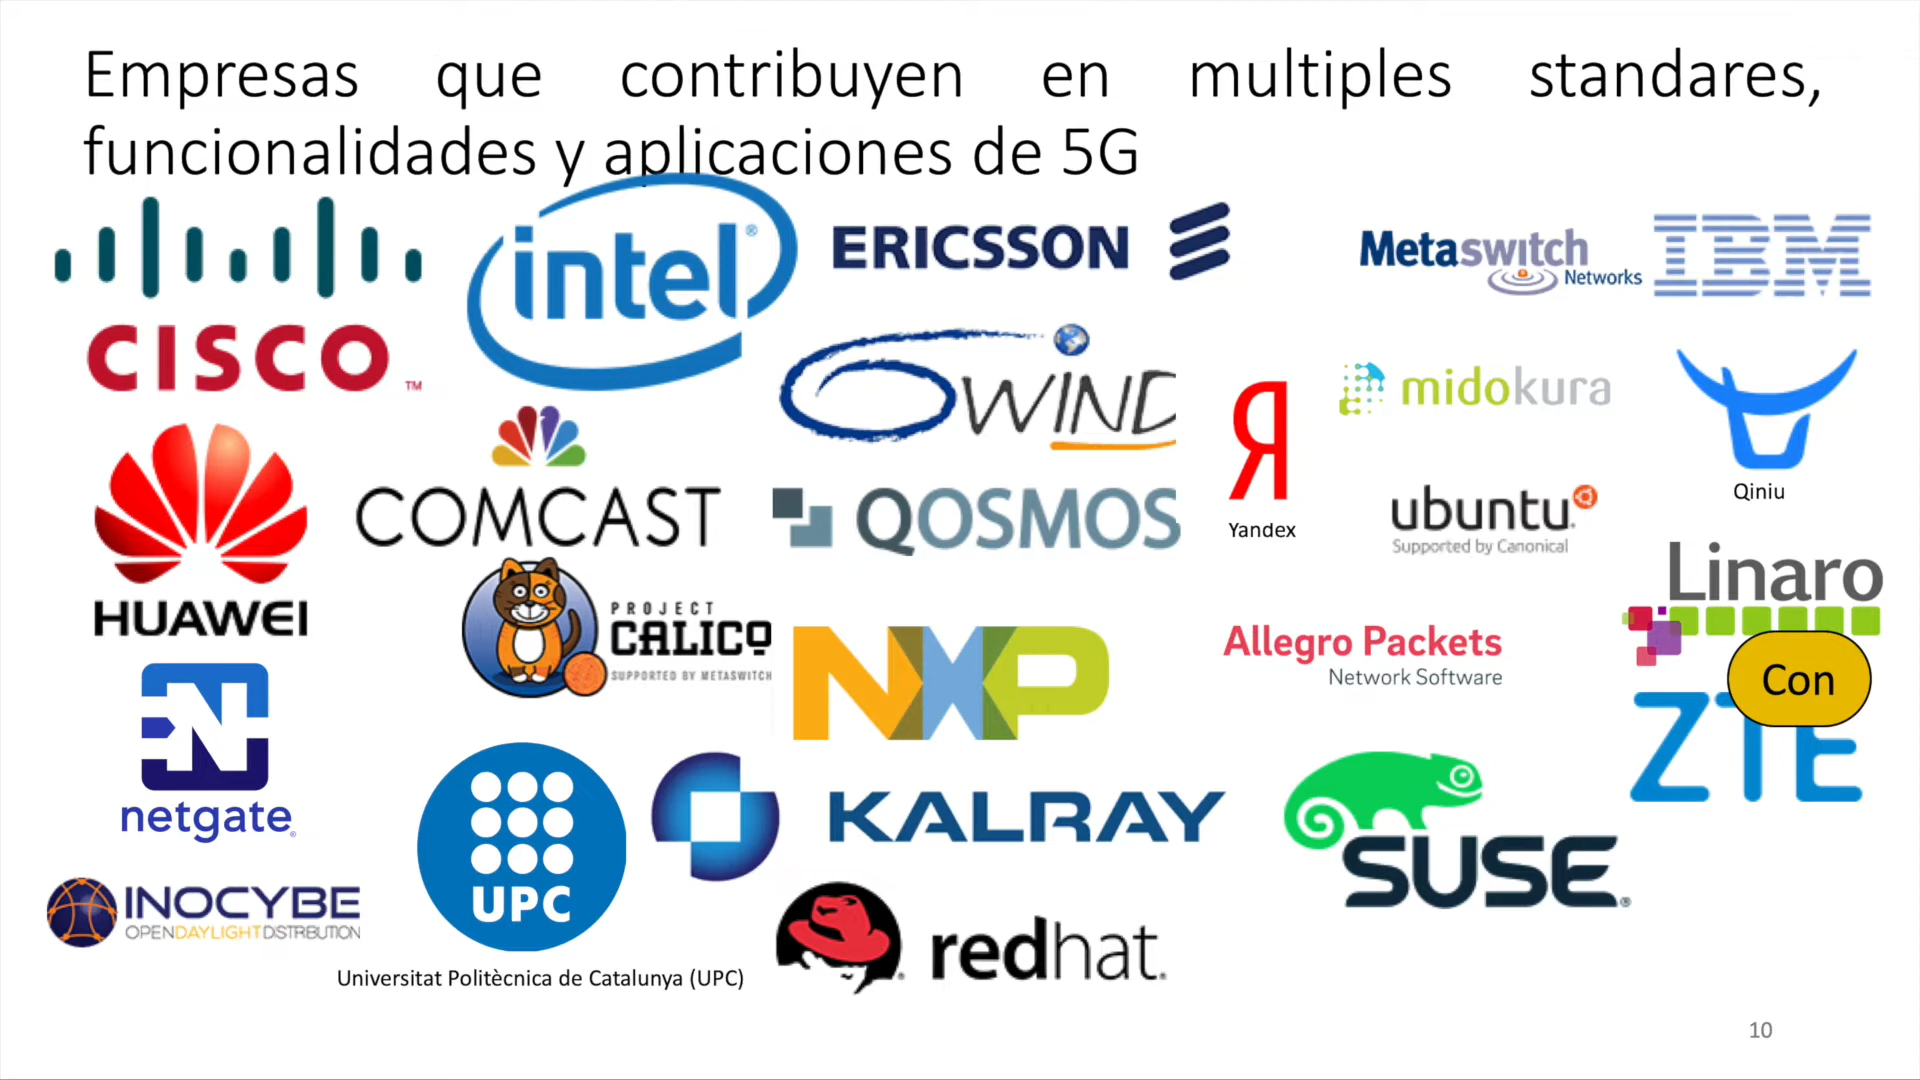 Empresas que contribuyen en multiples standares,
funcionalidades y aplicaciones de 5G
CISCO™
intel®
ERICSSON
Metaswitch
Networks
IBM
6WIND
Яndex
midokura
Qiniu
HUAWEI
COMCAST
QOSMOS
Я
Yandex
ubuntu
Supported by Canonical
Linaro
PROJECT
CALICO
SUPPORTED BY METASWITCH
NXP
Allegro Packets
Network Software
Con
ZTE
netgate®
UPC
Universitat Politècnica de Catalunya (UPC)
KALRAY
SUSE®
INOCYBE
OPENDAYLIGHT DISTRIBUTION
redhat.
10